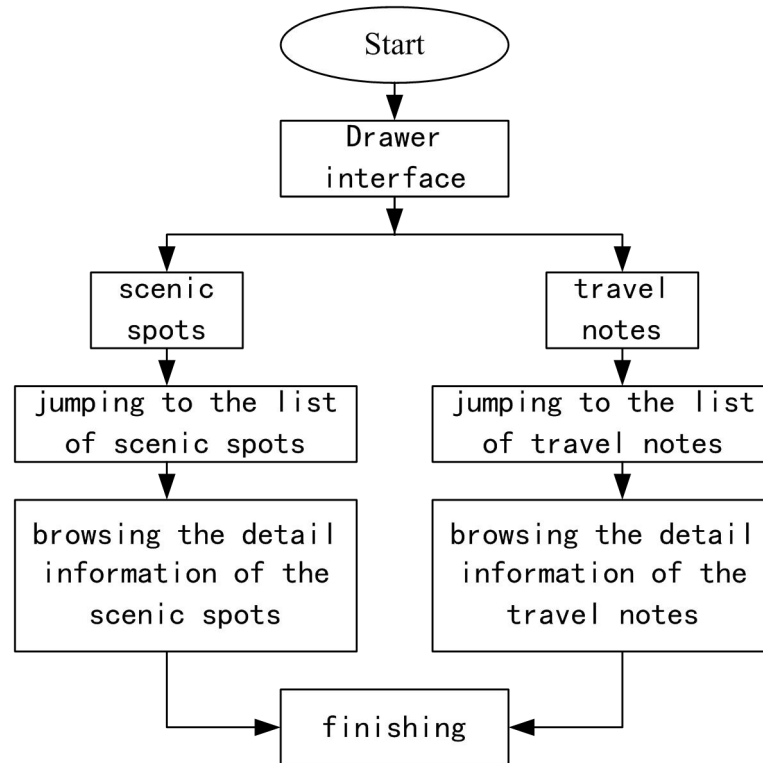 Start
Drawer
interface
scenic
spots
travel
notes
jumping to the list
of scenic spots
jumping to the list
of travel notes
browsing the detail
information of the
scenic spots
browsing the detail
information of the
travel notes
finishing